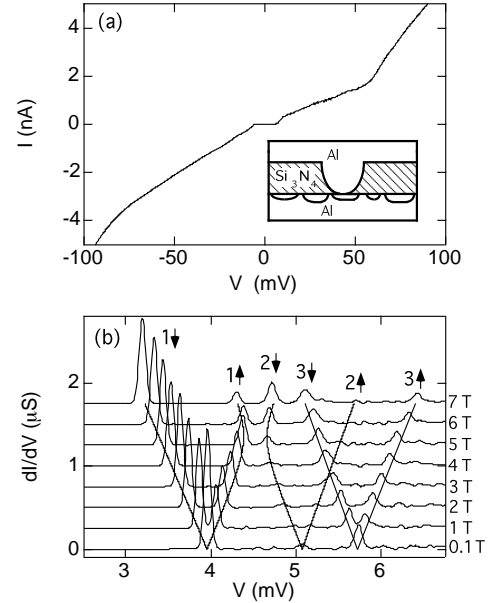 (a)
I (nA)
4
2
0
-2
-4
Al
Si3N4
Al
-100
-50
0
50
100
V (mV)
(b)
1↓
1↑
2↓
3↓
2↑
3↑
dI/dV (μS)
2
1
0
7 T
6 T
5 T
4 T
3 T
2 T
1 T
0.1 T
3
4
5
6
V (mV)